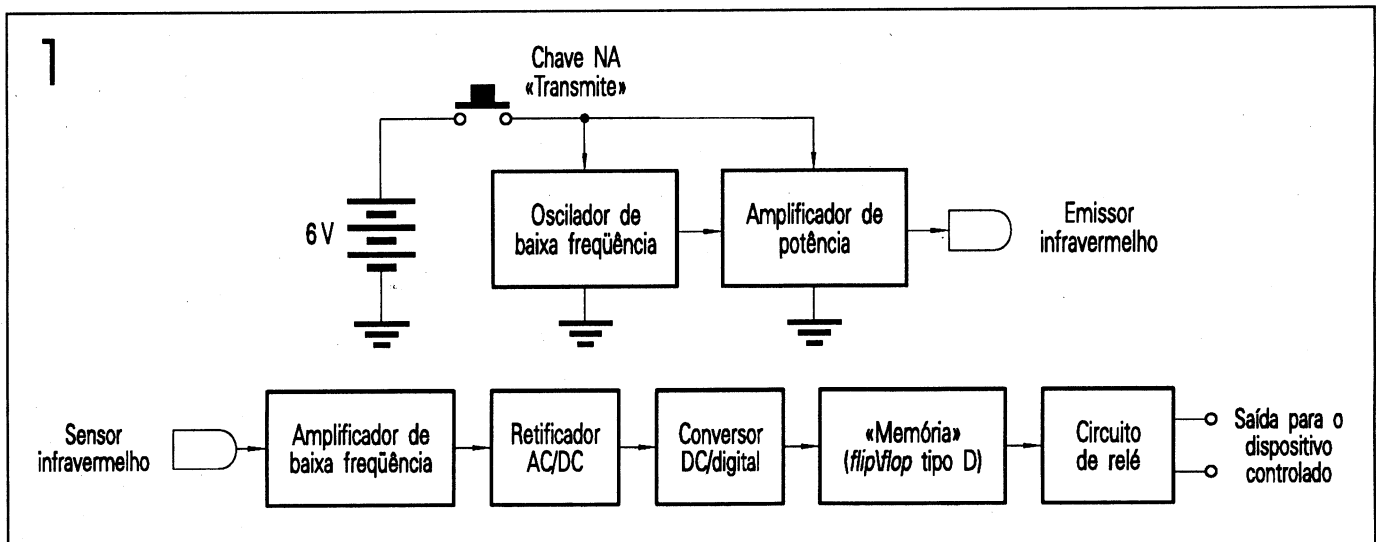 1
Chave NA
«Transmite»
6 V
Oscilador de
baixa freqüência
Amplificador de
potência
Emissor
infravermelho
Sensor
infravermelho
Amplificador de
baixa freqüência
Retificador
AC/DC
Conversor
DC/digital
«Memória»
(flip\flop tipo D)
Circuito
de relé
Saída para o
dispositivo
controlado